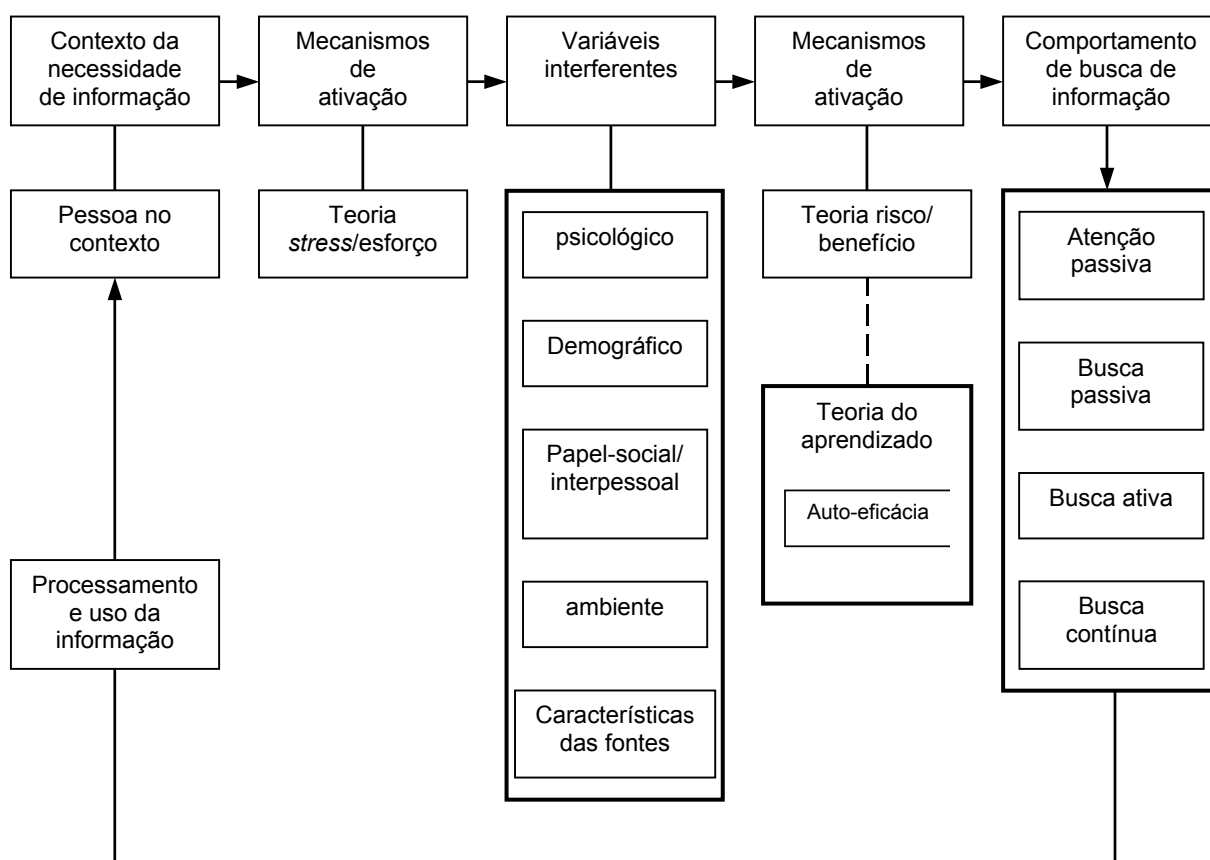 Contexto da
necessidade
de informação
Mecanismos
de
ativação
Variáveis
interferentes
Mecanismos
de
ativação
Comportamento
de busca de
informação
Pessoa no
contexto
Teoria
stress/esforço
psicológico
Demográfico
Papel-social/
interpessoal
ambiente
Características
das fontes
Teoria risco/
benefício
Teoria do
aprendizado
Auto-eficácia
Atenção
passiva
Busca
passiva
Busca ativa
Busca
contínua
Processamento
e uso da
informação